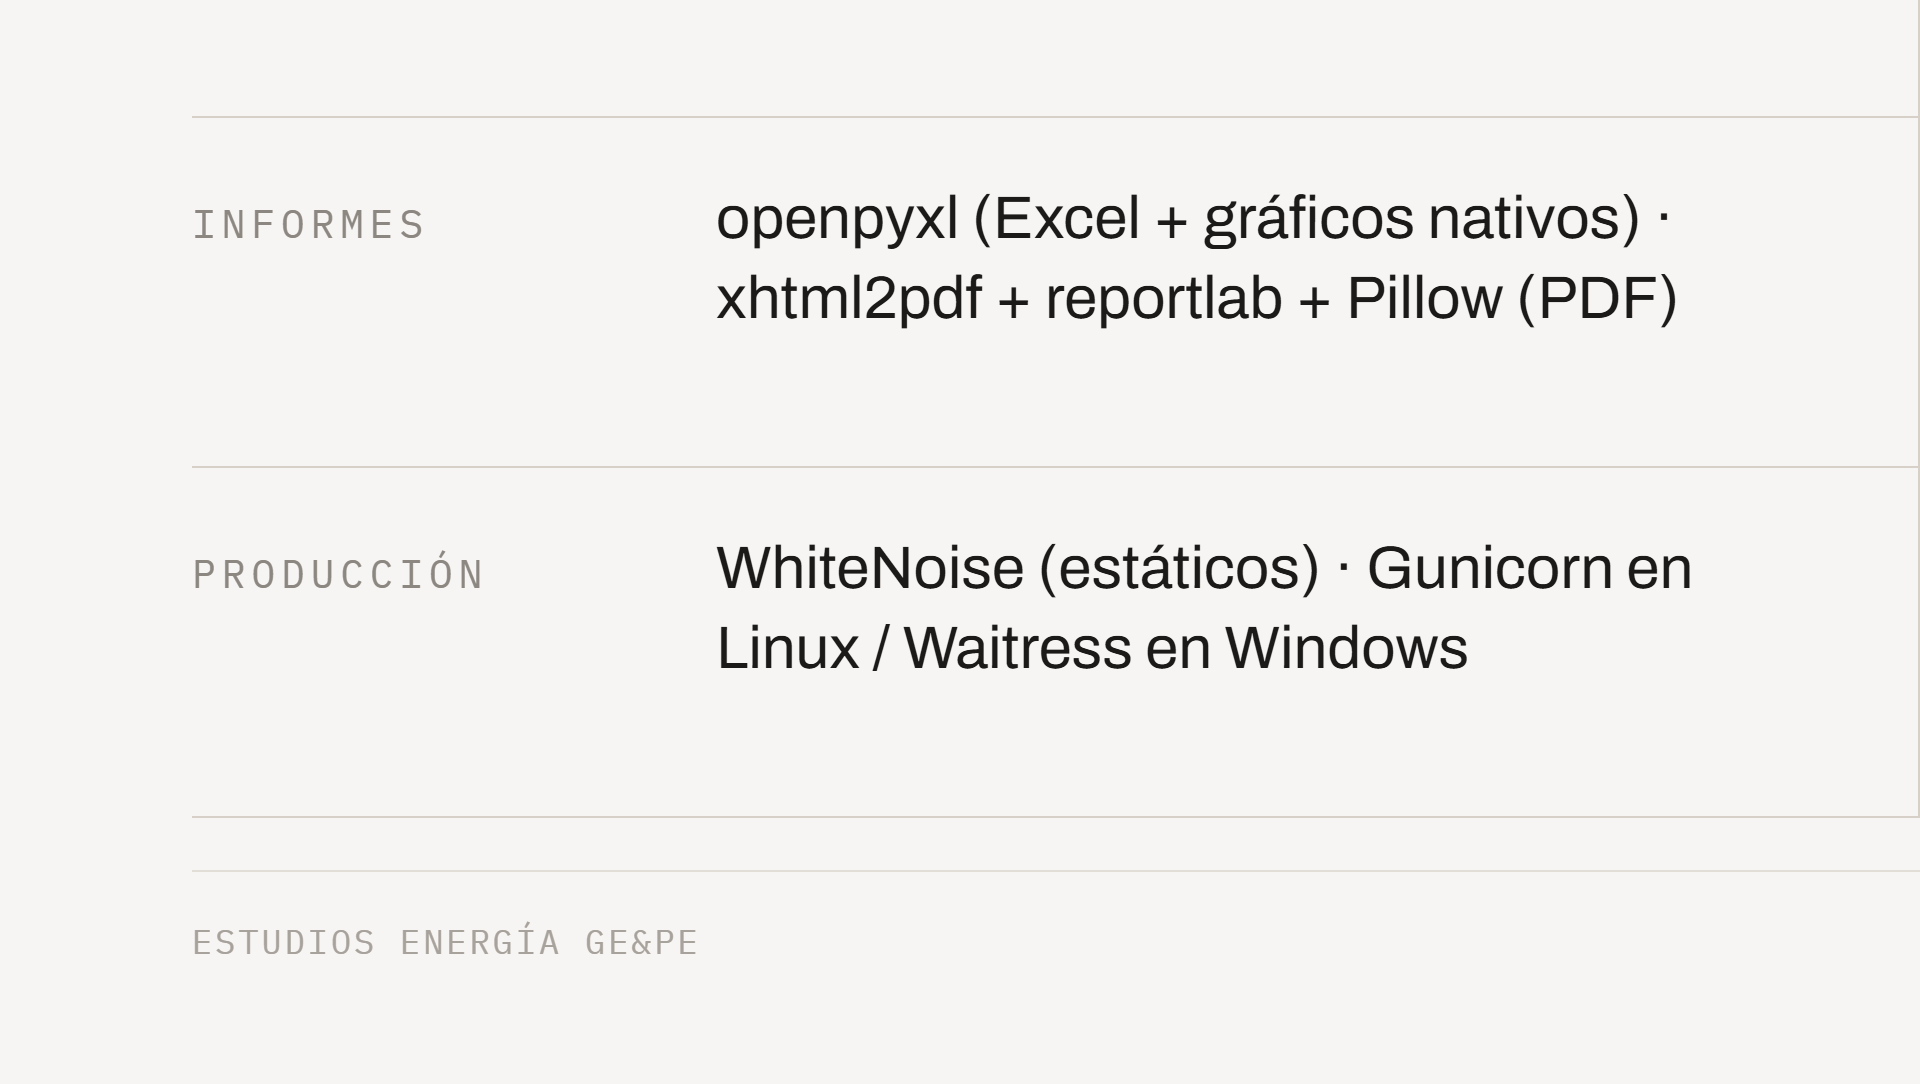 INFORMES
openpyxl (Excel + gráficos nativos) ·
xhtml2pdf + reportlab + Pillow (PDF)
PRODUCCIÓN
WhiteNoise (estáticos) · Gunicorn en
Linux / Waitress en Windows
ESTUDIOS ENERGÍA GE&PE